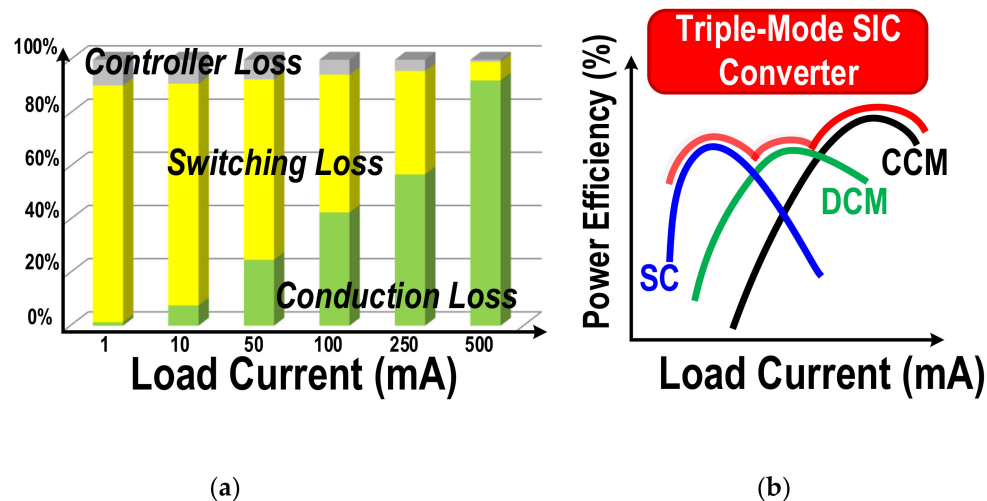 100%
80%
60%
40%
20%
0%
Controller Loss
Switching Loss
Conduction Loss
1 10 50 100 250 500
Load Current (mA)
(a)
Triple-Mode SIC
Converter
Power Efficiency (%)
CCM
DCM
SC
Load Current (mA)
(b)